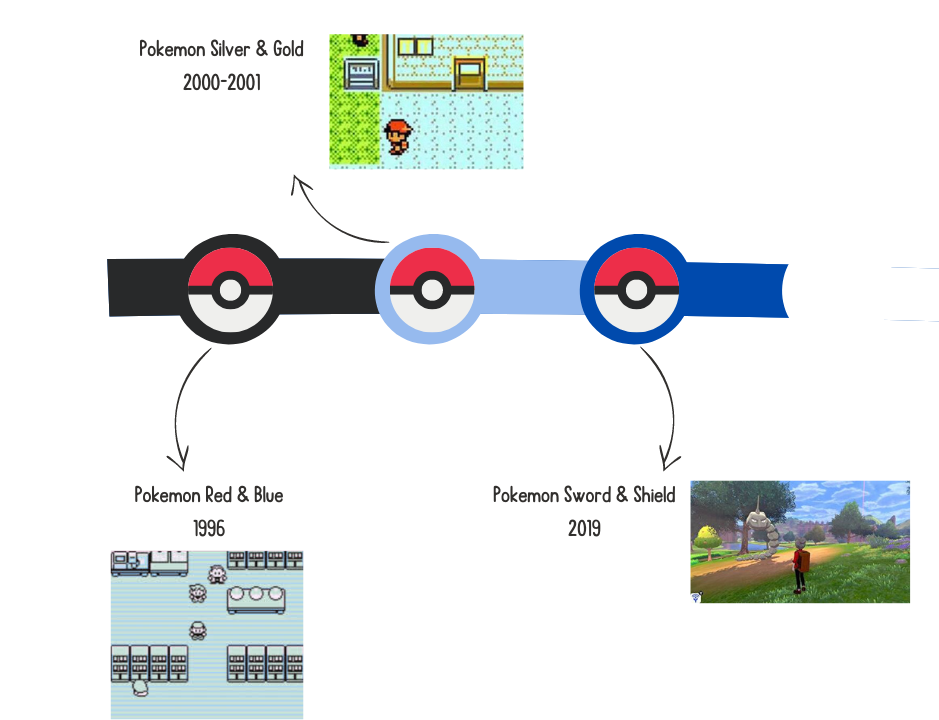 Pokemon Silver & Gold
2000-2001
Pokemon Red & Blue
1996
Pokemon Sword & Shield
2019